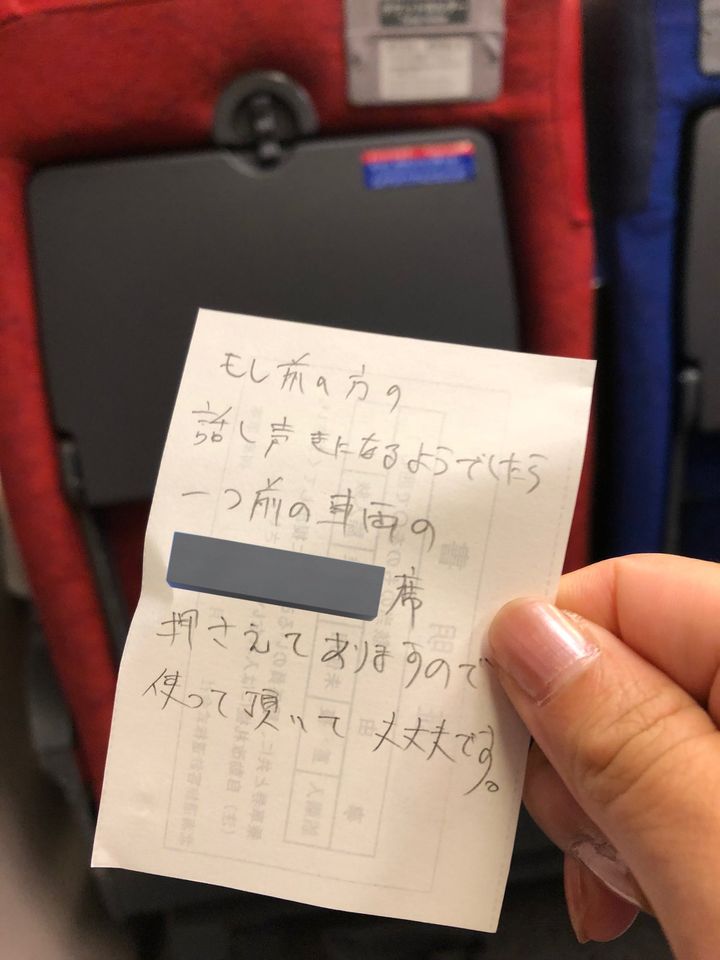 もし前の方の
話し声きになるようでしたら
一つ前の車両の
席
押さえてありますので
使って頂いて丈丈夫です。